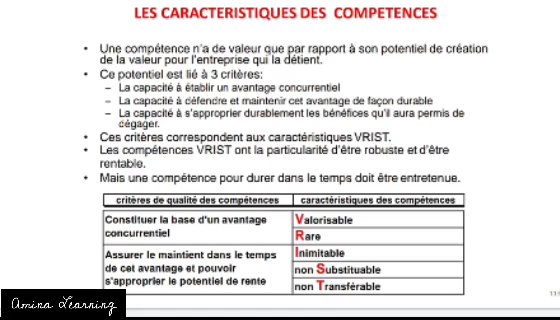 LES CARACTERISTIQUES DES COMPETENCES
• Une compétence n'a de valeur que par rapport à son potentiel de création
de la valeur pour l'entreprise qui la détient.
• Ce potentiel est lié à 3 critères:
– La capacité à établir un avantage concurrentiel
– La capacité à défendre et maintenir cet avantage de façon durable
– La capacité à s'approprier durablement les bénéfices qu'il aura permis de
dégager.
• Ces critères correspondent aux caractéristiques VRIST.
• Les compétences VRIST ont la particularité d'être robuste et d'être
rentable.
• Mais une compétence pour durer dans le temps doit être entretenue.
critères de qualité des compétences caractéristiques des compétences
Constituer la base d'un avantage
concurrentiel
Valorisable
Rare
Assurer le maintient dans le temps
de cet avantage et pouvoir
s'approprier le potentiel de rente
Inimitable
non Substituable
non Transférable
Amina Learning